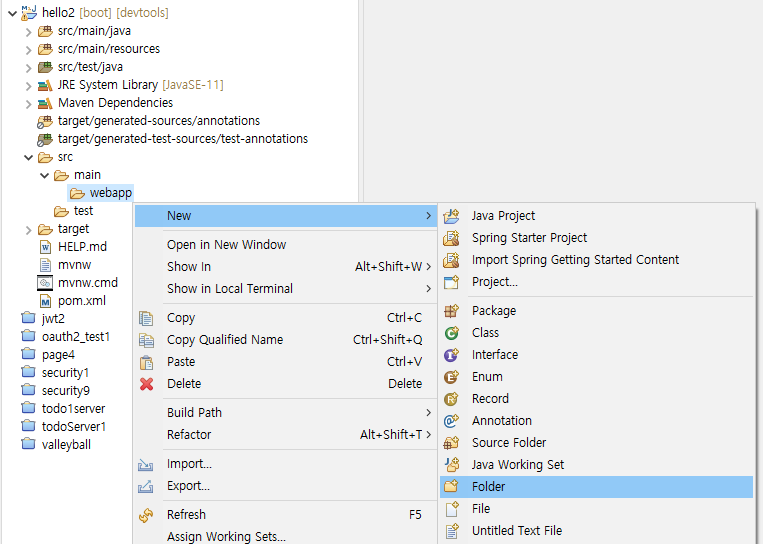 hello2 [boot] [devtools]
src/main/java
src/main/resources
src/test/java
JRE System Library [JavaSE-11]
Maven Dependencies
target/generated-sources/annotations
target/generated-test-sources/test-annotations
src
main
webapp
test
target
HELP.md
mvnw
mvnw.cmd
pom.xml
jwt2
oauth2_test1
page4
security1
security9
todo1server
todoServer1
valleyball
New
Open in New Window
Show In Alt+Shift+W
Show in Local Terminal
Copy Ctrl+C
Copy Qualified Name Ctrl+Shift+Q
Paste Ctrl+V
Delete Delete
Build Path
Refactor Alt+Shift+T
Import...
Export...
Refresh F5
Assign Working Sets...
Java Project
Spring Starter Project
Import Spring Getting Started Content
Project...
Package
Class
Interface
Enum
Record
Annotation
Source Folder
Java Working Set
Folder
File
Untitled Text File